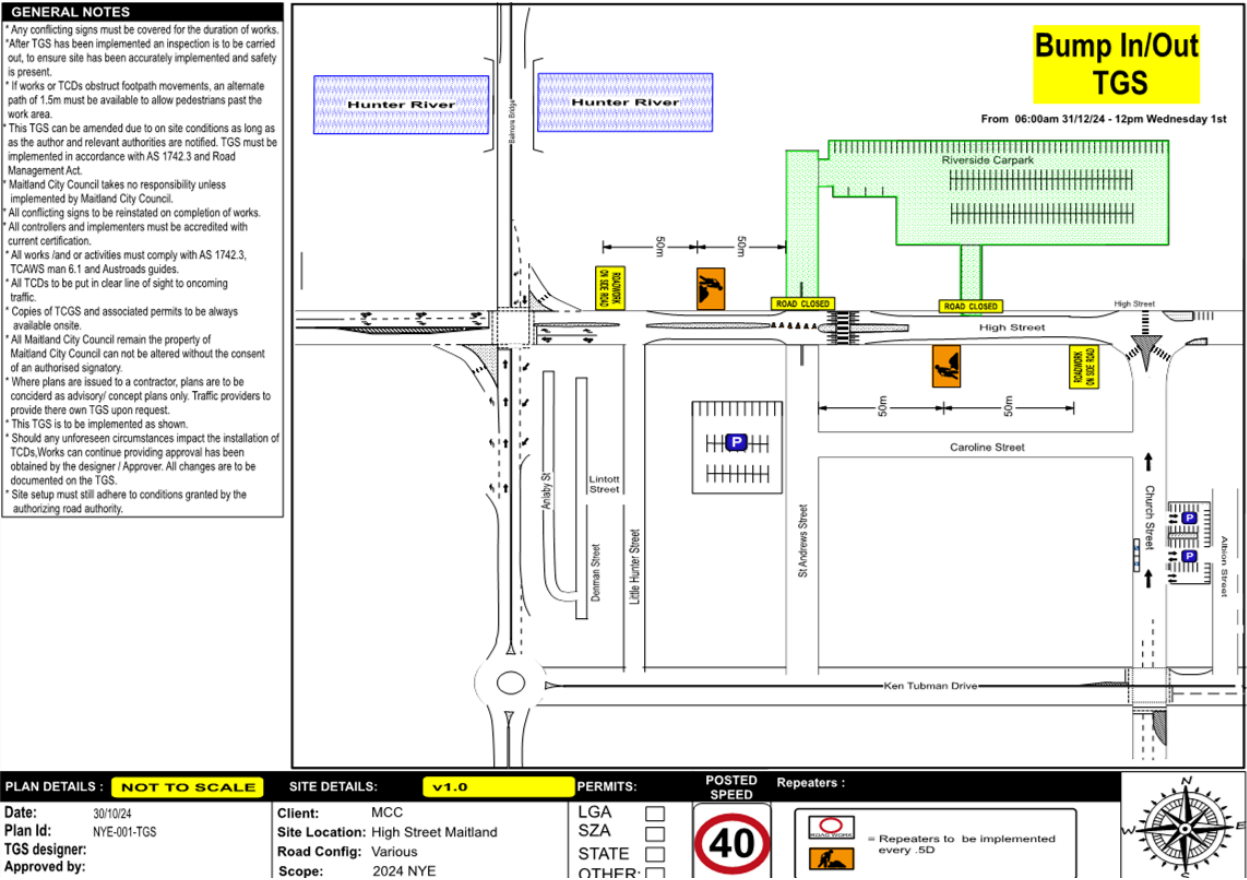 GENERAL NOTES
* Any conflicting signs must be covered for the duration of works.
*After TGS has been implemented an inspection is to be carried
out, to ensure site has been accurately implemented and safety
is present.
* If works or TCDs obstruct footpath movements, an alternate
path of 1.5m must be available to allow pedestrians past the
work area.
* This TGS can be amended due to on site conditions as long as
as the author and relevant authorities are notified. TGS must be
implemented in accordance with AS 1742.3 and Road
Management Act.
* Maitland City Council takes no responsibility unless
implemented by Maitland City Council.
* All conflicting signs to be reinstated on completion of works.
* All controllers and implementers must be accredited with
current certification.
* All works /and or activities must comply with AS 1742.3,
TCAWS man 6.1 and Austroads guides.
* All TCDs to be put in clear line of sight to oncoming
traffic.
* Copies of TCGS and associated permits to be always
available onsite.
* All Maitland City Council remain the property of
Maitland City Council can not be altered without the consent
of an authorised signatory.
* Where plans are issued to a contractor, plans are to be
conciderd as advisory/ concept plans only. Traffic providers to
provide there own TGS upon request.
* This TGS is to be implemented as shown.
* Should any unforeseen circumstances impact the installation of
TCDs,Works can continue providing approval has been
obtained by the designer / Approver. All changes are to be
documented on the TGS.
* Site setup must still adhere to conditions granted by the
authorizing road authority.
Bump In/Out
TGS
From 06:00am 31/12/24 - 12pm Wednesday 1st
Hunter River
Hunter River
Belmore Bridge
Riverside Carpark
50m
50m
ROADWORK
ON SIDE ROAD
ROAD CLOSED
ROAD CLOSED
High Street
High Street
ROADWORK
ON SIDE ROAD
50m
50m
P
Caroline Street
Anlaby St
Lintott
Street
Denman Street
Little Hunter Street
St Andrews Street
Church Street
P
P
Albion Street
Ken Tubman Drive
PLAN DETAILS :
NOT TO SCALE
Date: 30/10/24
Plan Id: NYE-001-TGS
TGS designer:
Approved by:
SITE DETAILS:
v1.0
Client: MCC
Site Location: High Street Maitland
Road Config: Various
Scope: 2024 NYE
PERMITS:
LGA
SZA
STATE
OTHER:
POSTED
SPEED
40
Repeaters :
ROAD WORK
= Repeaters to be implemented
every .5D
N
W
E